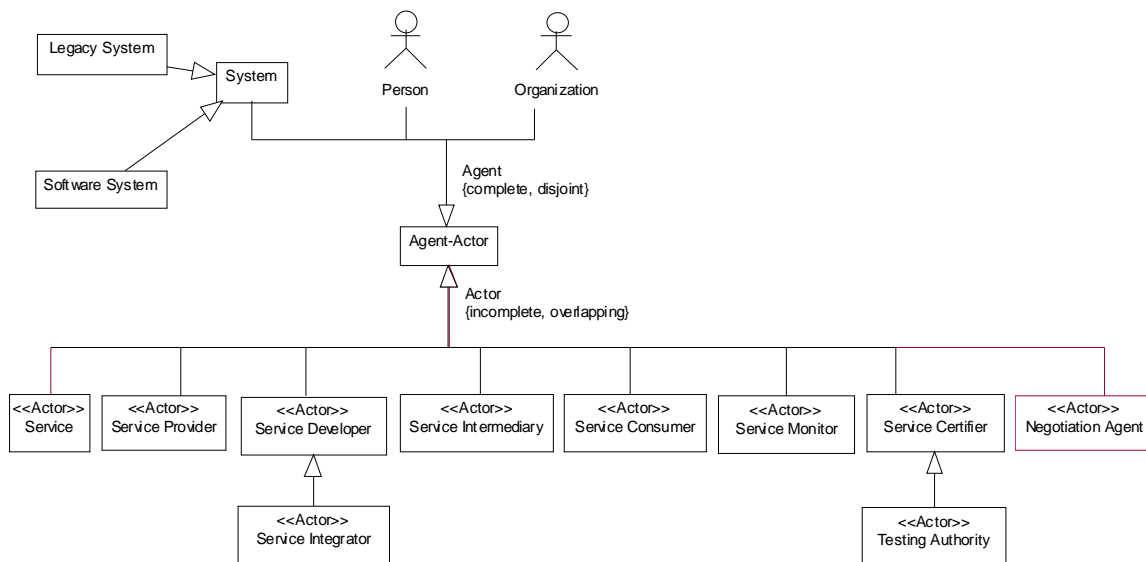 Legacy System
System
Person
Organization
Software System
Agent
{complete, disjoint}
Agent-Actor
Actor
{incomplete, overlapping}
<<Actor>>
Service
<<Actor>>
Service Provider
<<Actor>>
Service Developer
<<Actor>>
Service Intermediary
<<Actor>>
Service Consumer
<<Actor>>
Service Monitor
<<Actor>>
Service Certifier
<<Actor>>
Negotiation Agent
<<Actor>>
Service Integrator
<<Actor>>
Testing Authority